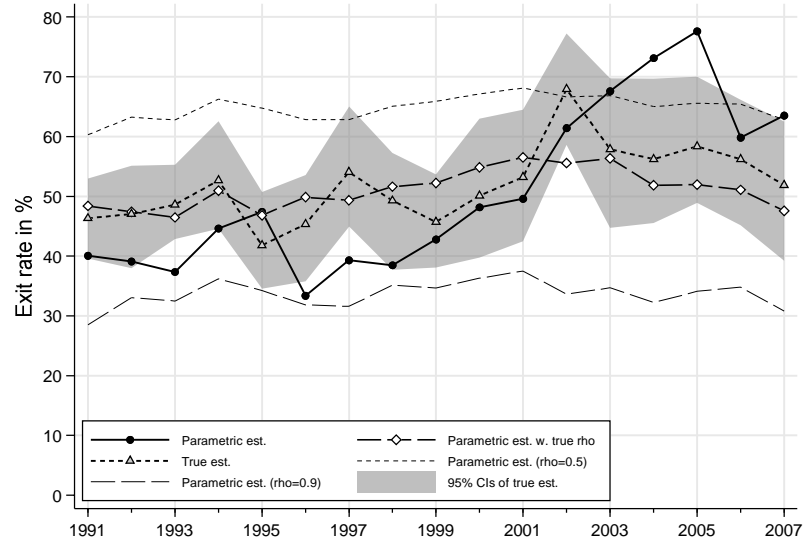 80
70
60
50
40
30
20
10
0
Exit rate in %
Parametric est.
Parametric est. w. true rho
True est.
Parametric est. (rho=0.5)
Parametric est. (rho=0.9)
95% CIs of true est.
1991 1993 1995 1997 1999 2001 2003 2005 2007